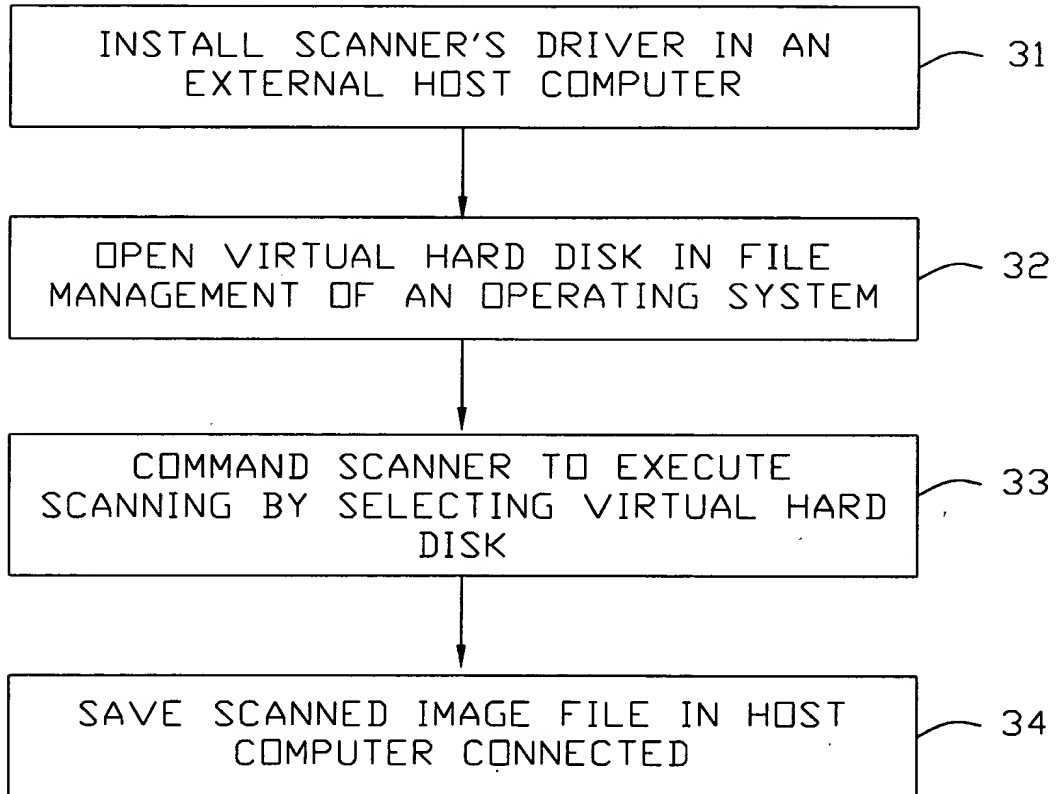 INSTALL SCANNER'S DRIVER IN AN
EXTERNAL HOST COMPUTER
31
OPEN VIRTUAL HARD DISK IN FILE
MANAGEMENT OF AN OPERATING SYSTEM
32
COMMAND SCANNER TO EXECUTE
SCANNING BY SELECTING VIRTUAL HARD
DISK
33
SAVE SCANNED IMAGE FILE IN HOST
COMPUTER CONNECTED
34